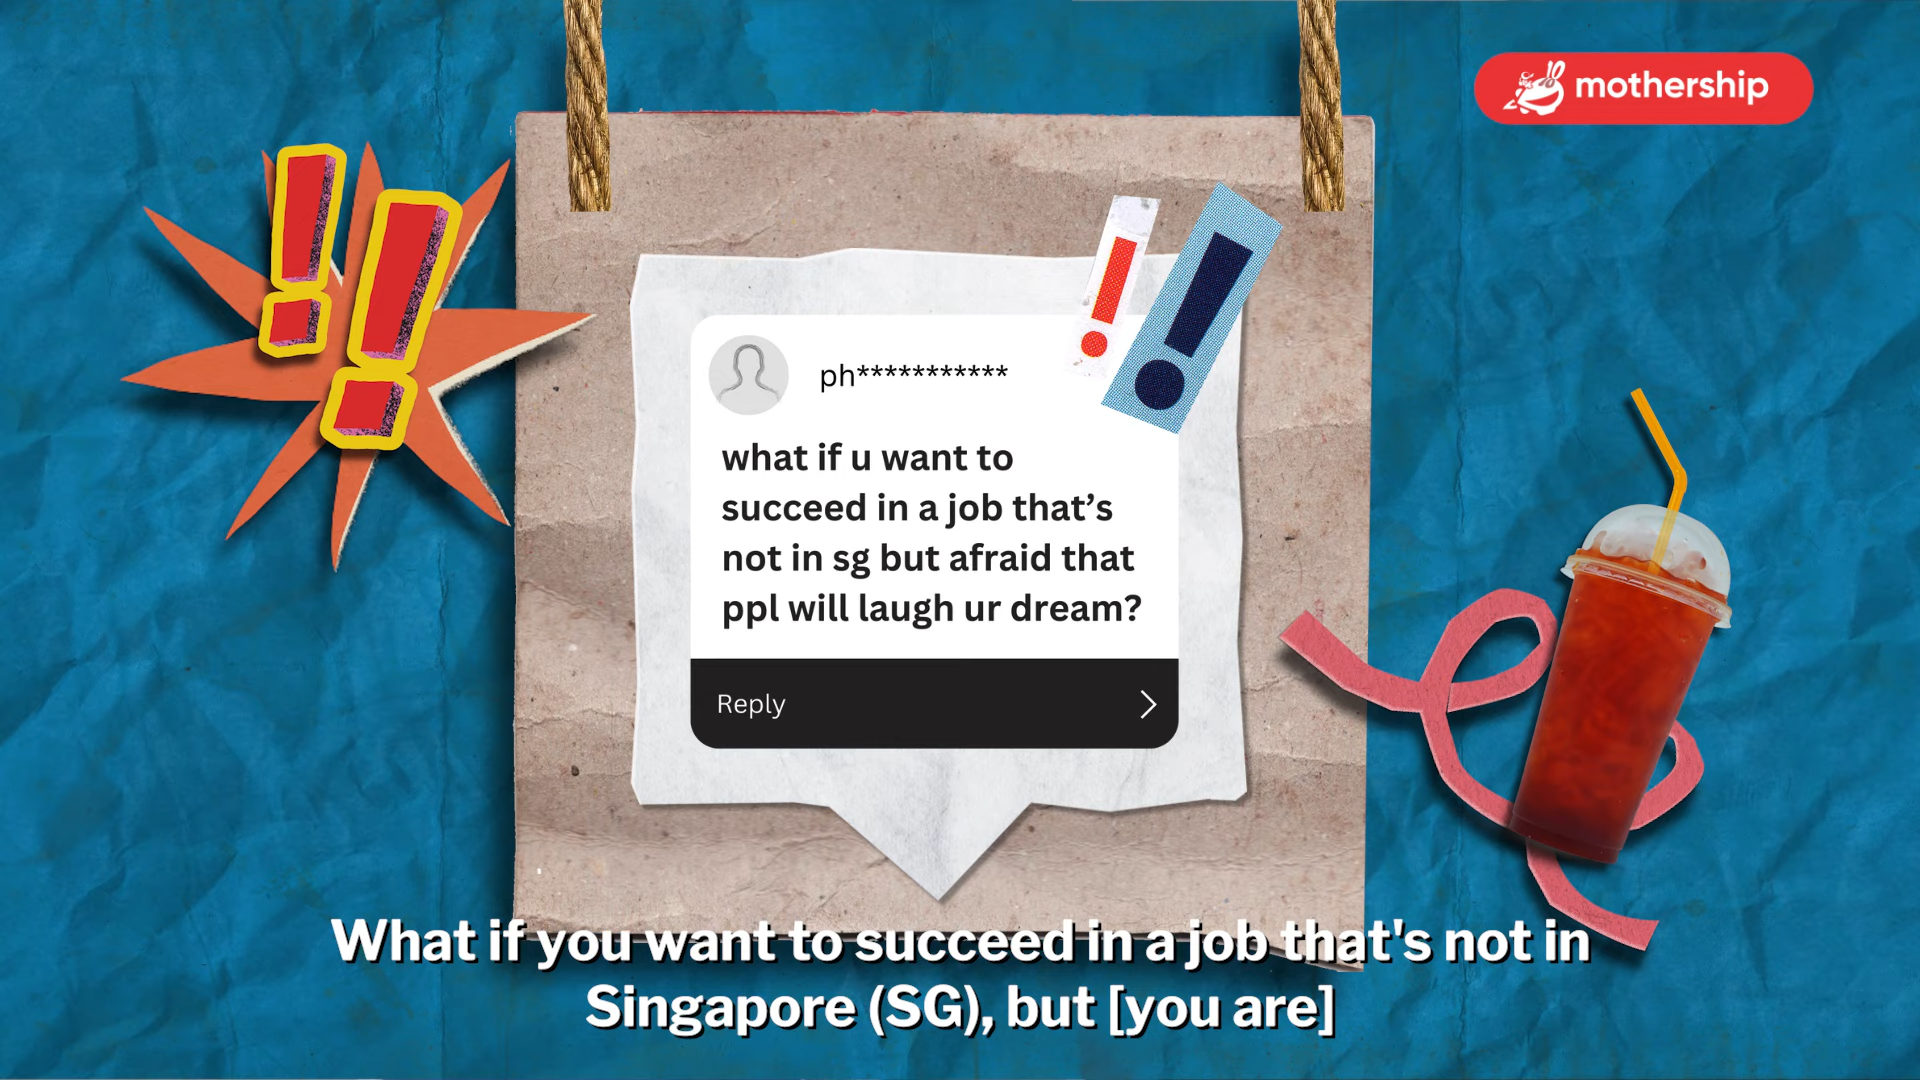 mothership
ph***********
what if u want to
succeed in a job that’s
not in sg but afraid that
ppl will laugh ur dream?
Reply
What if you want to succeed in a job that's not in
Singapore (SG), but [you are]